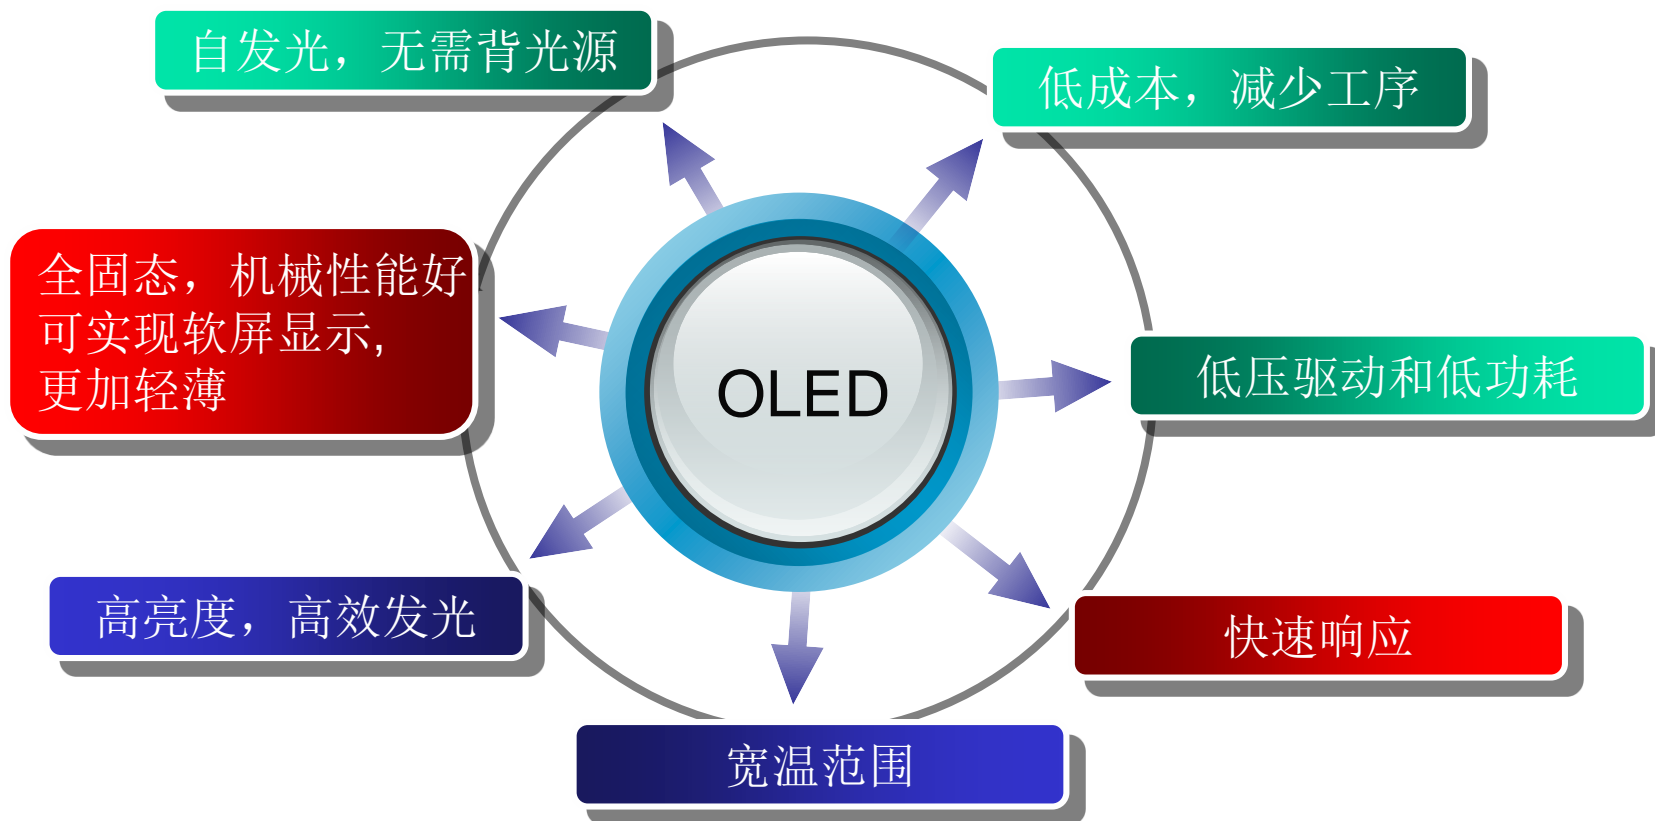 自发光，无需背光源
低成本，减少工序
全固态，机械性能好
可实现软屏显示,
更加轻薄
OLED
低压驱动和低功耗
高亮度，高效发光
快速响应
宽温范围